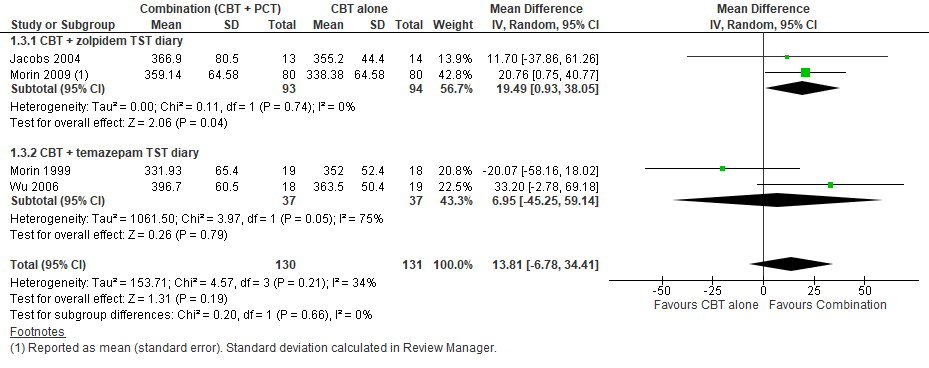 Combination (CBT + PCT) CBT alone Mean Difference Mean Difference
Study or Subgroup Mean SD Total Mean SD Total Weight IV, Random, 95% CI IV, Random, 95% CI
1.3.1 CBT + zolpidem TST diary
Jacobs 2004 366.9 80.5 13 355.2 44.4 14 13.9% 11.70 [-37.86, 61.26]
Morin 2009 (1) 359.14 64.58 80 338.38 64.58 80 42.8% 20.76 [0.75, 40.77]
Subtotal (95% CI) 93 94 56.7% 19.49 [0.93, 38.05]
Heterogeneity: Tau² = 0.00; Chi² = 0.11, df = 1 (P = 0.74); I² = 0%
Test for overall effect: Z = 2.06 (P = 0.04)
1.3.2 CBT + temazepam TST diary
Morin 1999 331.93 65.4 19 352 52.4 18 20.8% -20.07 [-58.16, 18.02]
Wu 2006 396.7 60.5 18 363.5 50.4 19 22.5% 33.20 [-2.78, 69.18]
Subtotal (95% CI) 37 37 43.3% 6.95 [-45.25, 59.14]
Heterogeneity: Tau² = 1061.50; Chi² = 3.97, df = 1 (P = 0.05); I² = 75%
Test for overall effect: Z = 0.26 (P = 0.79)
Total (95% CI) 130 131 100.0% 13.81 [-6.78, 34.41]
Heterogeneity: Tau² = 153.71; Chi² = 4.57, df = 3 (P = 0.21); I² = 34%
Test for overall effect: Z = 1.31 (P = 0.19)
Test for subgroup differences: Chi² = 0.20, df = 1 (P = 0.66), I² = 0%
-50 -25 0 25 50
Favours CBT alone Favours Combination
Footnotes
(1) Reported as mean (standard error). Standard deviation calculated in Review Manager.